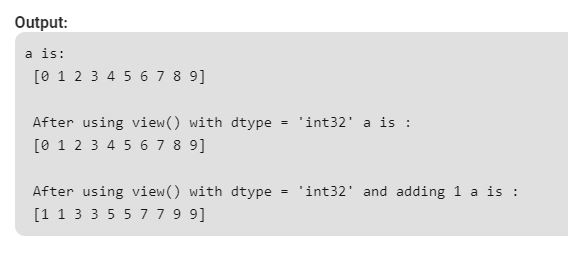 Output:
a is:
[0 1 2 3 4 5 6 7 8 9]
After using view() with dtype = 'int32' a is :
[0 1 2 3 4 5 6 7 8 9]
After using view() with dtype = 'int32' and adding 1 a is :
[1 1 3 3 5 5 7 7 9 9]